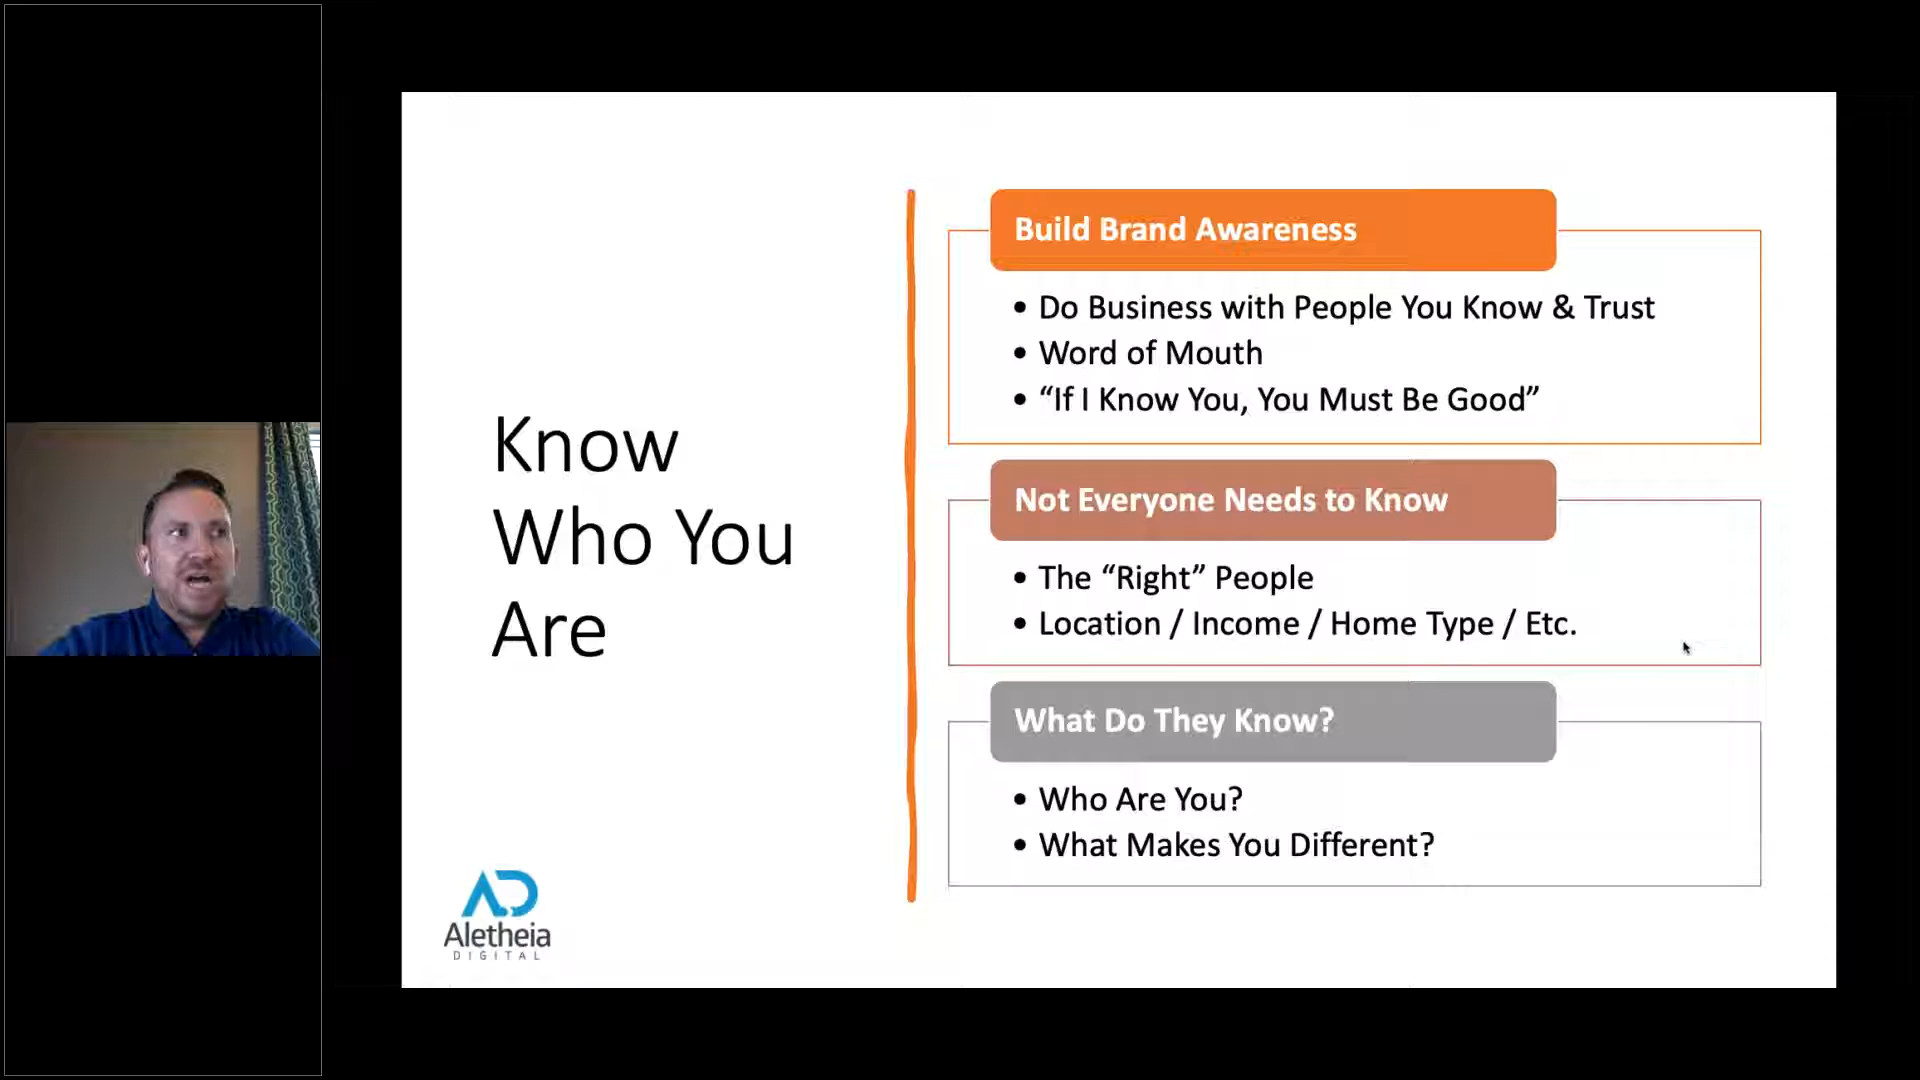 Know
Who You
Are
Build Brand Awareness
• Do Business with People You Know & Trust
• Word of Mouth
• “If I Know You, You Must Be Good”
Not Everyone Needs to Know
• The “Right” People
• Location / Income / Home Type / Etc.
What Do They Know?
• Who Are You?
• What Makes You Different?
AD
Aletheia
DIGITAL